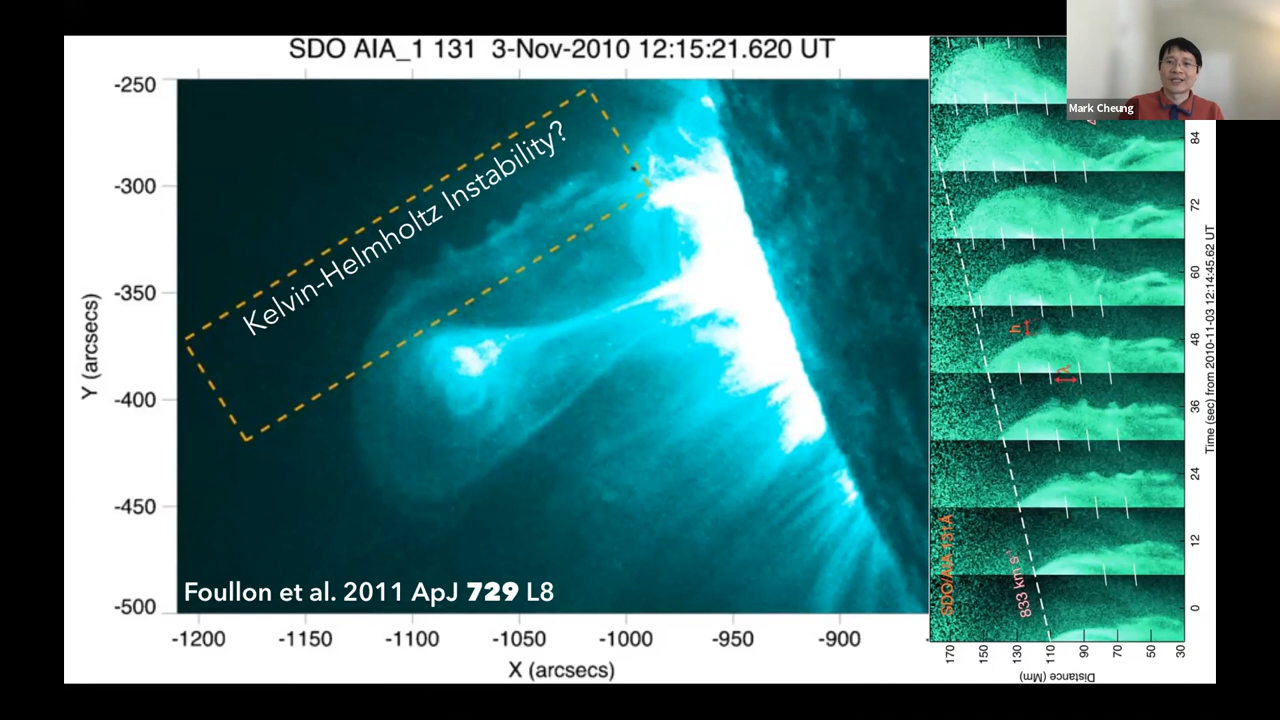 SDO AIA_1 131 3-Nov-2010 12:15:21.620 UT
Mark Cheung
-250
-300
-350
-400
-450
-500
Y (arcsecs)
Kelvin-Helmholtz Instability?
Foullon et al. 2011 ApJ 729 L8
-1200
-1150
-1100
-1050
-1000
-950
-900
X (arcsecs)
84
72
60
48
36
24
12
0
Time (sec) from 2010-11-03 12:14:45.62 UT
h
λ
SDO/AIA 131Å
833 km s⁻¹
170
150
130
110
90
70
50
30
Distance (Mm)